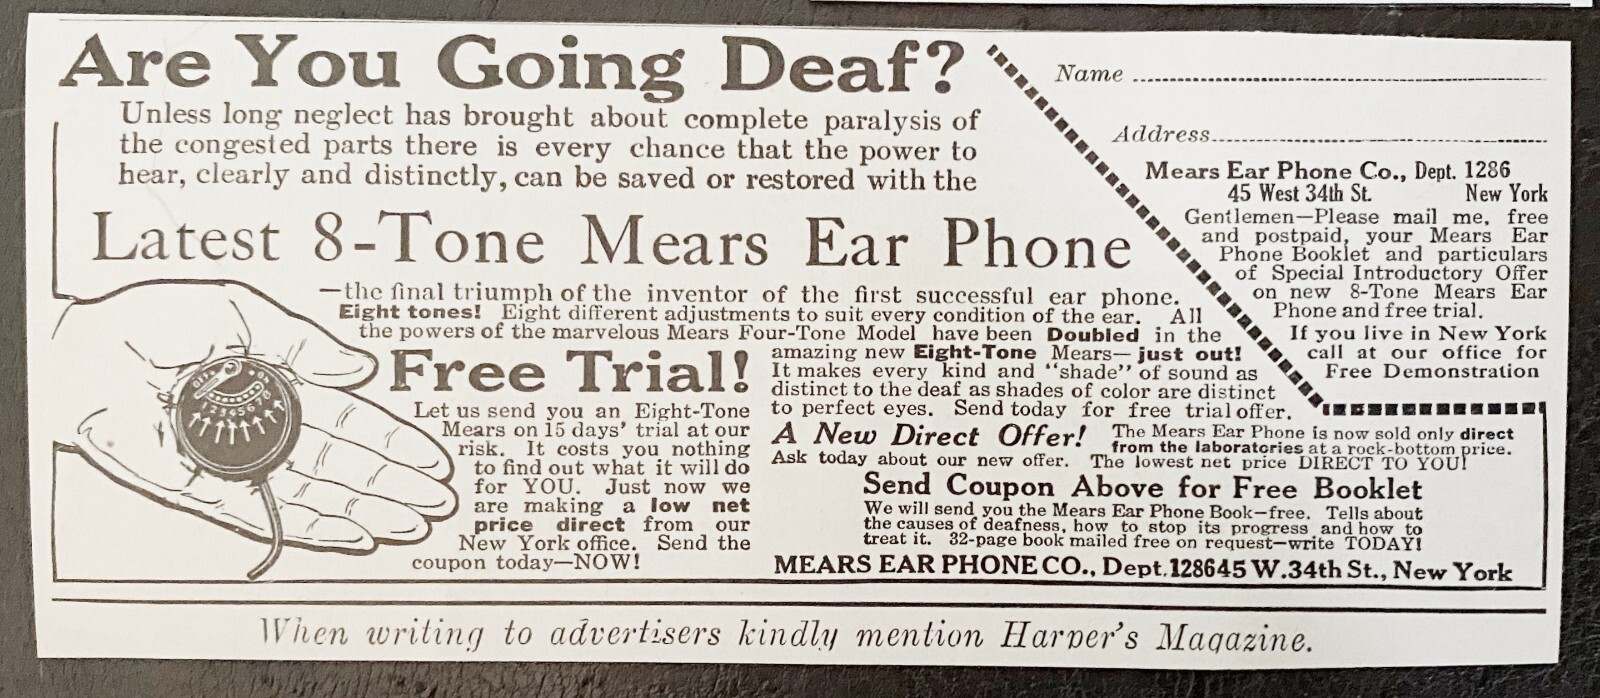 Are You Going Deaf?
Unless long neglect has brought about complete paralysis of
the congested parts there is every chance that the power to
hear, clearly and distinctly, can be saved or restored with the
Latest 8-Tone Mears Ear Phone
—the final triumph of the inventor of the first successful ear phone.
Eight tones! Eight different adjustments to suit every condition of the ear. All
the powers of the marvelous Mears Four-Tone Model have been Doubled in the
amazing new Eight-Tone Mears—just out!
It makes every kind and "shade" of sound as
distinct to the deaf as shades of color are distinct
to perfect eyes. Send today for free trial offer.
Free Trial!
Let us send you an Eight-Tone
Mears on 15 days' trial at our
risk. It costs you nothing
to find out what it will do
for YOU. Just now we
are making a low net
price direct from our
New York office. Send the
coupon today—NOW!
A New Direct Offer! The Mears Ear Phone is now sold only direct
from the laboratories at a rock-bottom price.
Ask today about our new offer. The lowest net price DIRECT TO YOU!
Send Coupon Above for Free Booklet
We will send you the Mears Ear Phone Book—free. Tells about
the causes of deafness, how to stop its progress and how to
treat it. 32-page book mailed free on request—write TODAY!
MEARS EAR PHONE CO., Dept. 1286 45 W. 34th St., New York
Name
Address
Mears Ear Phone Co., Dept. 1286
45 West 34th St. New York
Gentlemen—Please mail me, free
and postpaid, your Mears Ear
Phone Booklet and particulars
of Special Introductory Offer
on new 8-Tone Mears Ear
Phone and free trial.
If you live in New York
call at our office for
Free Demonstration
When writing to advertisers kindly mention Harper's Magazine.